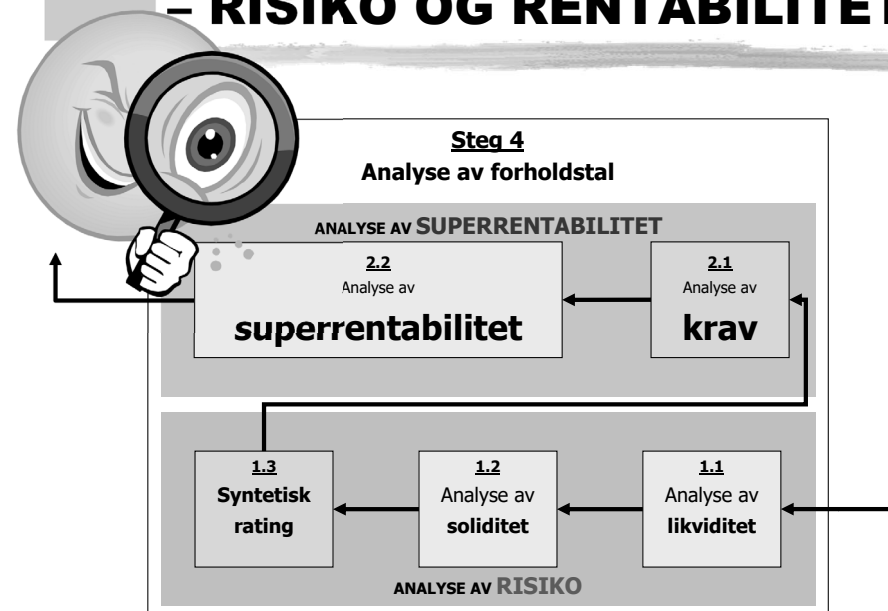 – RISIKO OG RENTABILITET
Steg 4
Analyse av forholdstal
ANALYSE AV SUPERRENTABILITET
2.2
Analyse av
superrentabilitet
2.1
Analyse av
krav
1.3
Syntetisk
rating
1.2
Analyse av
soliditet
1.1
Analyse av
likviditet
ANALYSE AV RISIKO